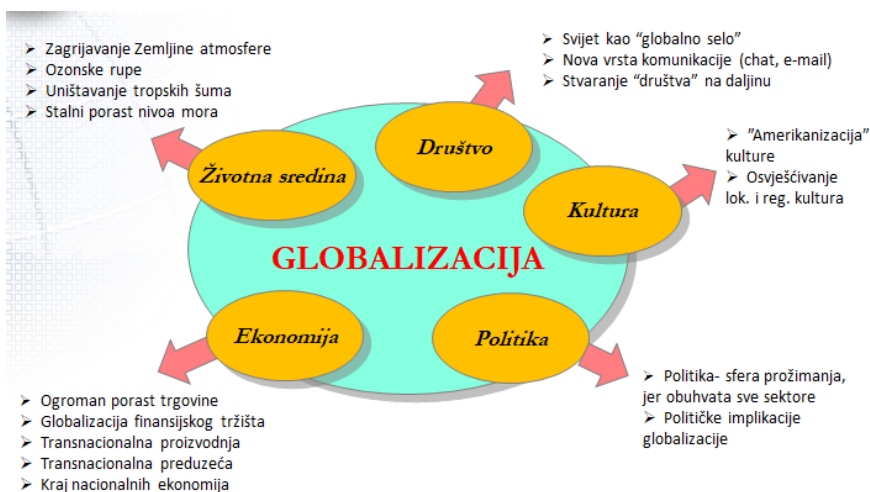 ➢ Zagrijavanje Zemljine atmosfere
➢ Ozonske rupe
➢ Uništavanje tropskih šuma
➢ Stalni porast nivoa mora
➢ Svijet kao “globalno selo”
➢ Nova vrsta komunikacije (chat, e-mail)
➢ Stvaranje “društva” na daljinu
Životna sredina
Društvo
➢ ”Amerikanizacija”
kulture
➢ Osvješćivanje
lok. i reg. kultura
Kultura
GLOBALIZACIJA
Ekonomija
Politika
➢ Ogroman porast trgovine
➢ Globalizacija finansijskog tržišta
➢ Transnacionalna proizvodnja
➢ Transnacionalna preduzeća
➢ Kraj nacionalnih ekonomija
➢ Politika- sfera prožimanja,
jer obuhvata sve sektore
➢ Političke implikacije
globalizacije